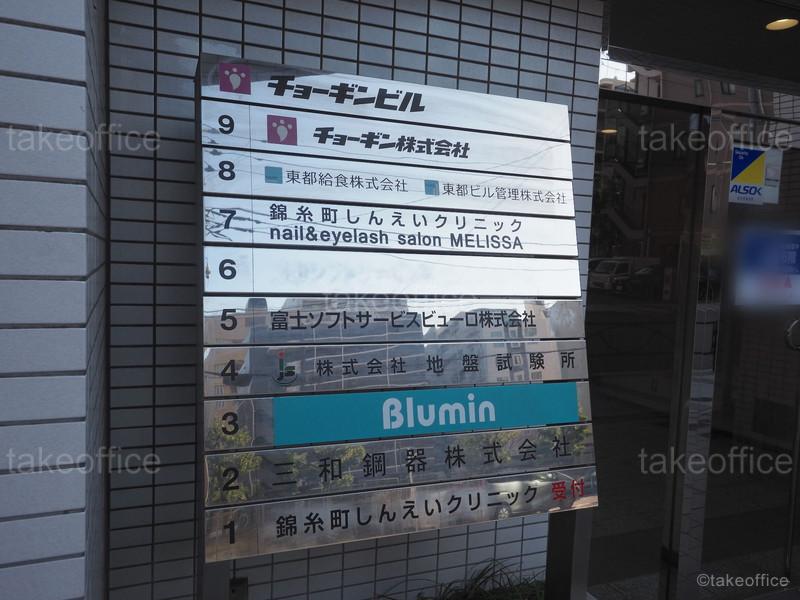 チョーギンビル
9 チョーギン株式会社
8 東都給食株式会社 東都ビル管理株式会社
7 錦糸町しんえいクリニック
nail&eyelash salon MELISSA
6
5 富士ソフトサービスビューロ株式会社
4 js 株式会社 地盤試験所
3 Blumin
2 三和鋼器株式会社
1 錦糸町しんえいクリニック 受付
ALSOK
takeoffice
takeoffice
takeoffice
takeoffice
takeoffice
takeoffice
©takeoffice